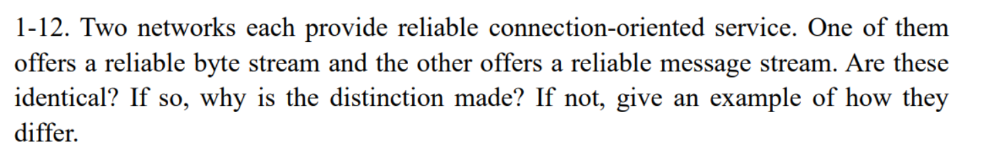 1-12. Two networks each provide reliable connection-oriented service. One of them
offers a reliable byte stream and the other offers a reliable message stream. Are these
identical? If so, why is the distinction made? If not, give an example of how they
differ.